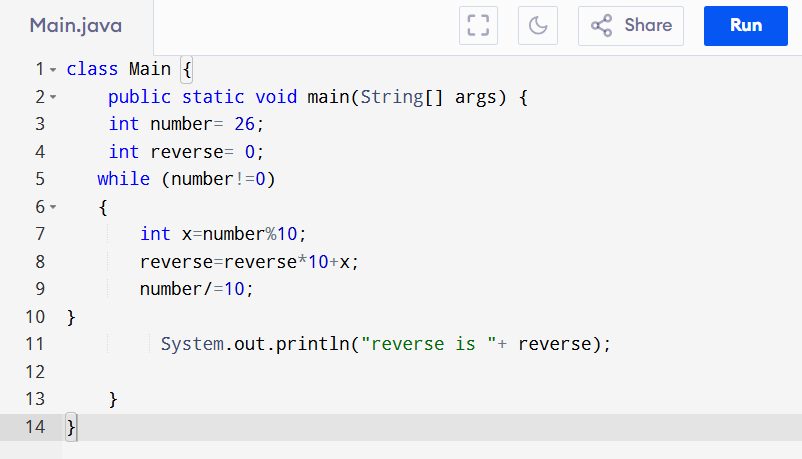 Main.java Share Run
1 class Main {
2     public static void main(String[] args) {
3     int number= 26;
4     int reverse= 0;
5    while (number!=0)
6    {
7        int x=number%10;
8        reverse=reverse*10+x;
9        number/=10;
10 }
11          System.out.println("reverse is "+ reverse);
12
13     }
14 }